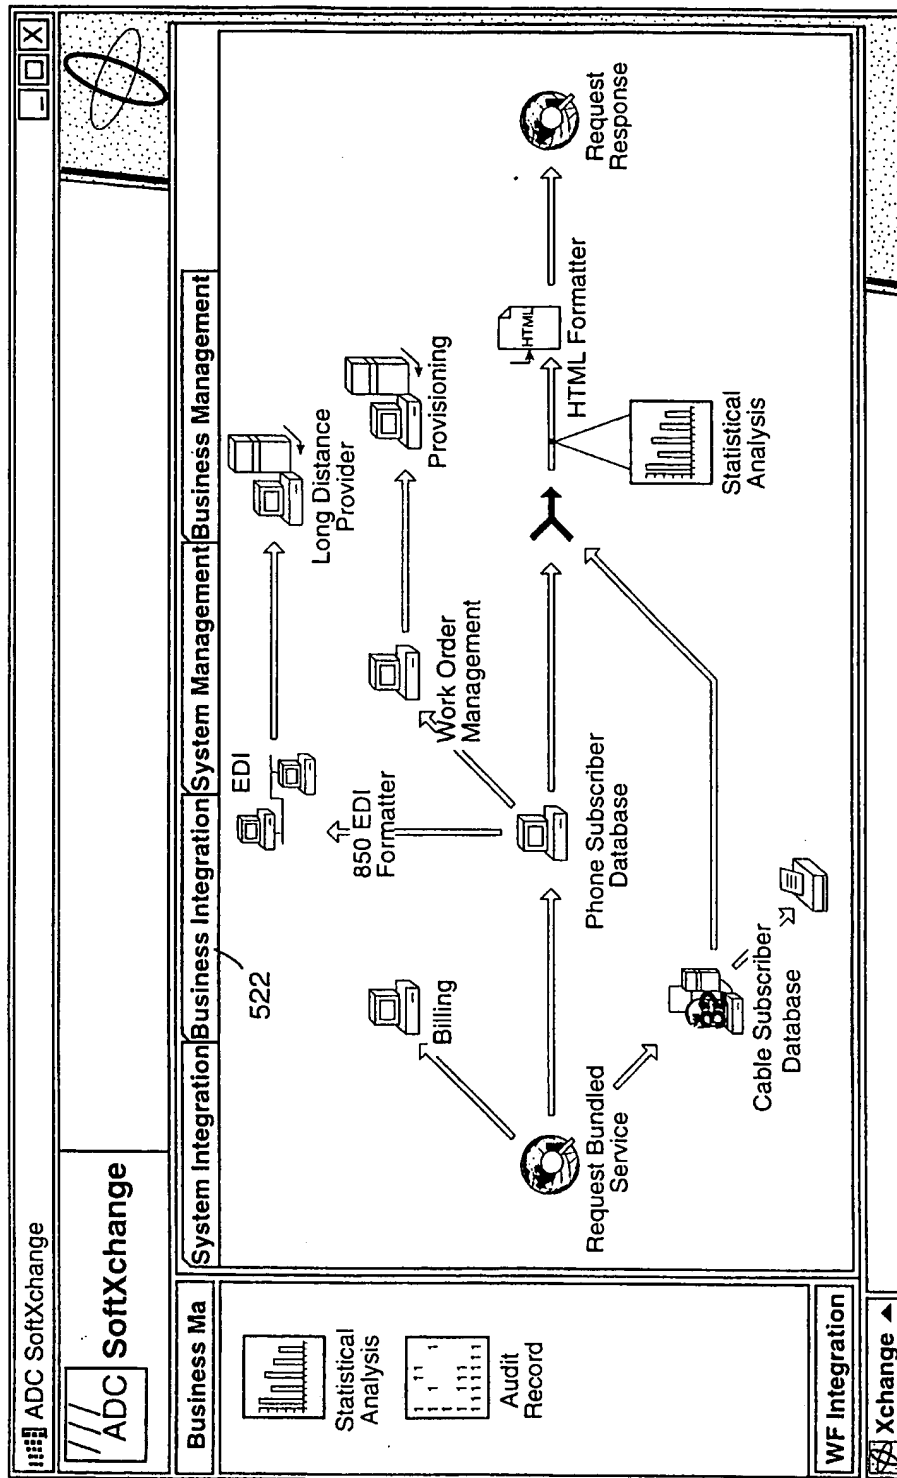 ADC SoftXchange
ADC SoftXchange
Business Ma
System Integration
Business Integration
System Management
Business Management
522
Statistical
Analysis
Audit
Record
WF Integration
Xchange
EDI
Long Distance
Provider
850 EDI
Formatter
Billing
Work Order
Management
Provisioning
Request Bundled
Service
Phone Subscriber
Database
HTML
HTML Formatter
Request
Response
Statistical
Analysis
Cable Subscriber
Database